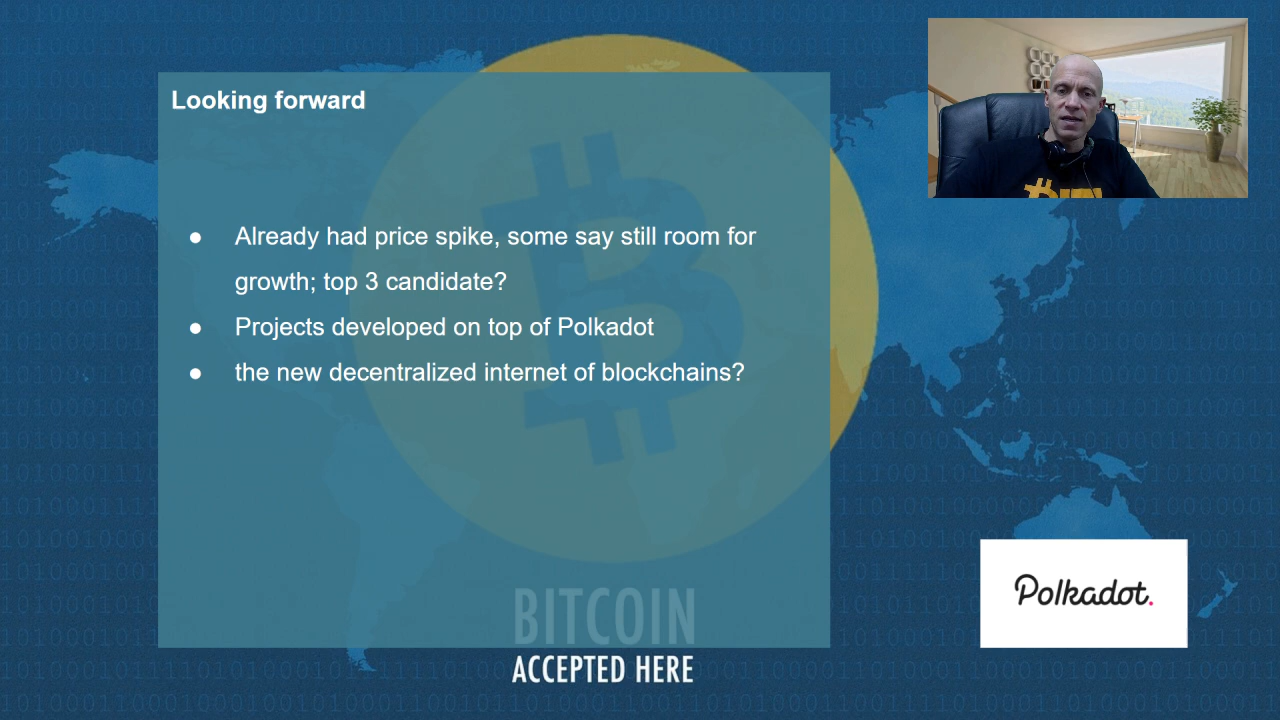 Looking forward
● Already had price spike, some say still room for
growth; top 3 candidate?
● Projects developed on top of Polkadot
● the new decentralized internet of blockchains?
BITCOIN
ACCEPTED HERE
Polkadot.